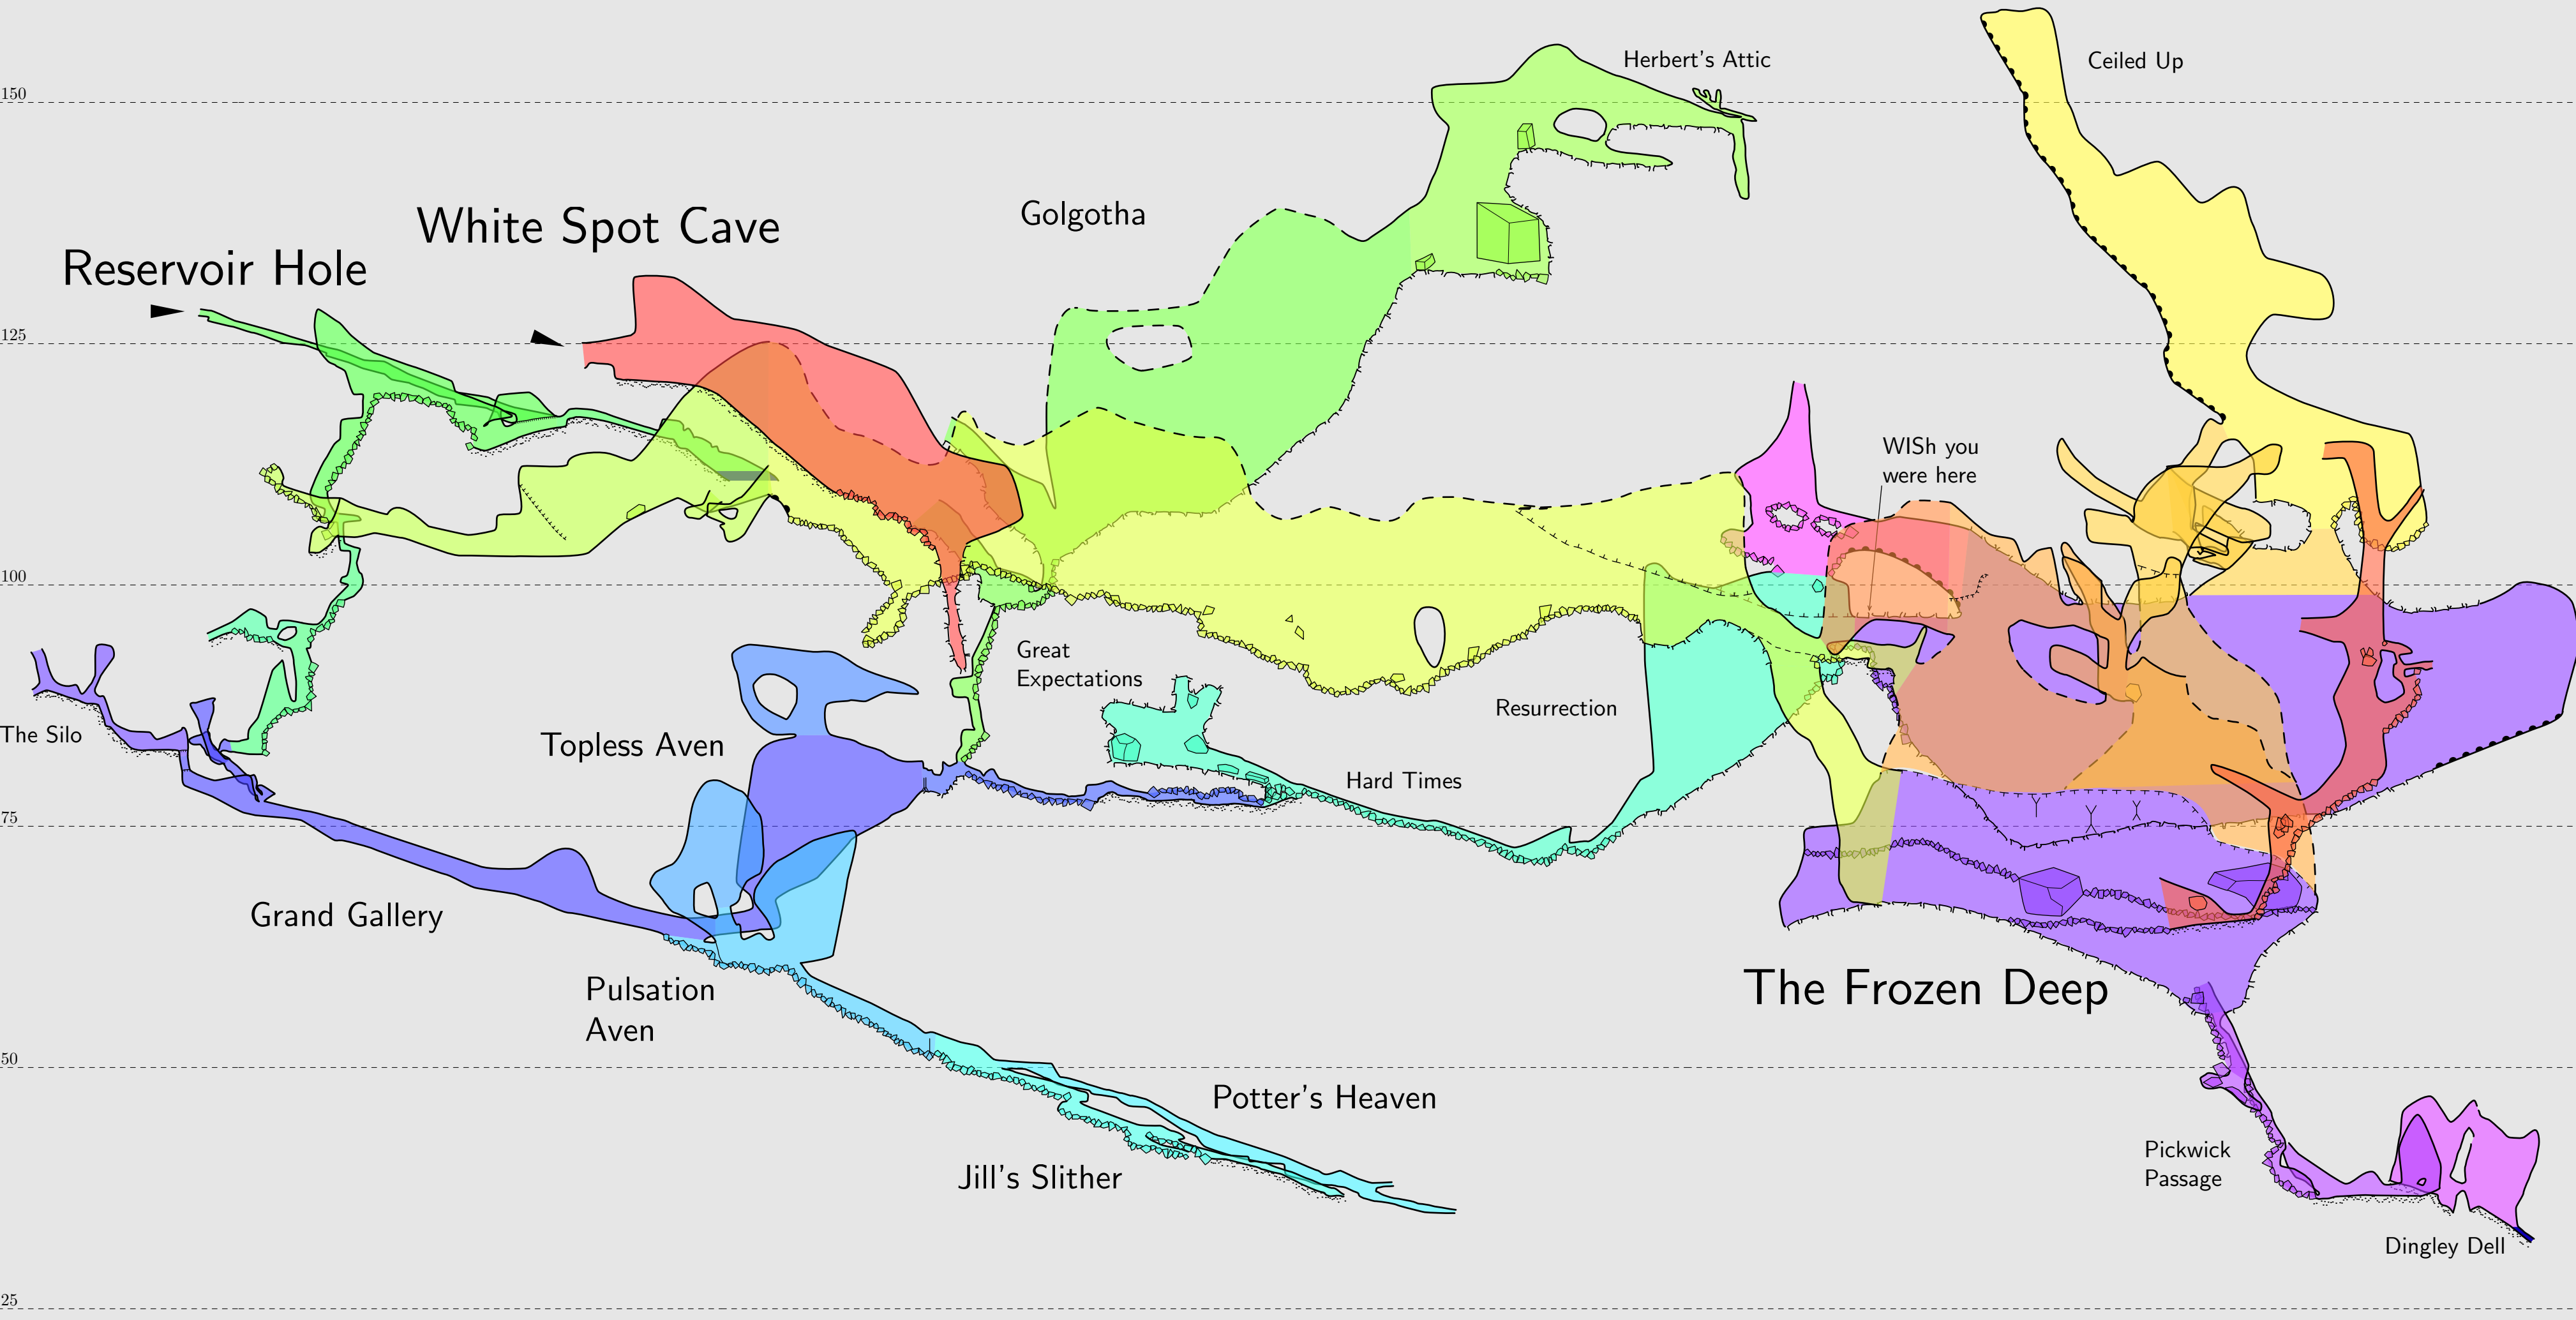 Herbert's Attic
Ceiled Up
150
Golgotha
White Spot Cave
Reservoir Hole
125
WISh you
were here
100
Great
Expectations
Resurrection
The Silo
Topless Aven
Hard Times
75
Grand Gallery
Pulsation
Aven
The Frozen Deep
50
Potter's Heaven
Jill's Slither
Pickwick
Passage
Dingley Dell
25